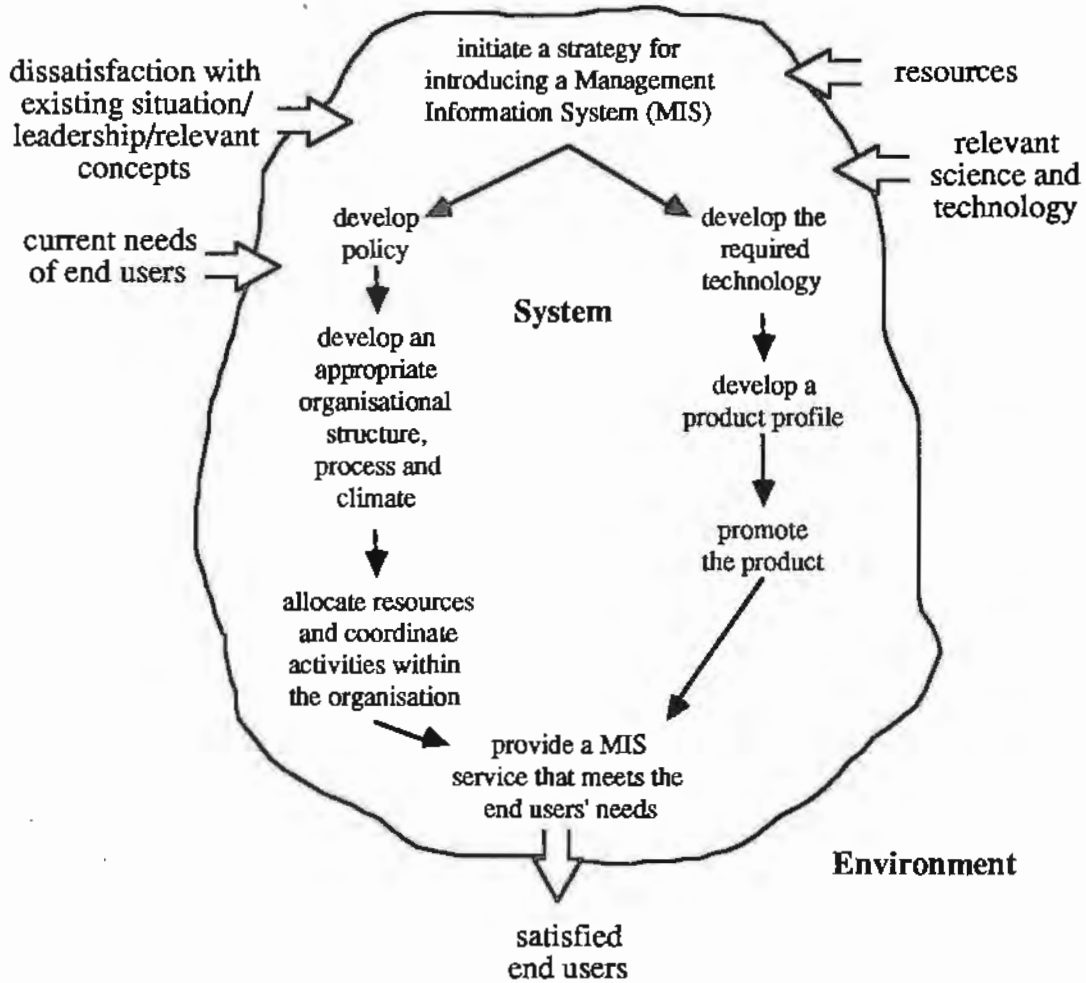 initiate a strategy for
introducing a Management
Information System (MIS)
dissatisfaction with
existing situation/
leadership/relevant
concepts
resources
relevant
science and
technology
current needs
of end users
develop
policy
develop the
required
technology
System
develop an
appropriate
organisational
structure,
process and
climate
develop a
product profile
promote
the product
allocate resources
and coordinate
activities within
the organisation
provide a MIS
service that meets the
end users' needs
Environment
satisfied
end users